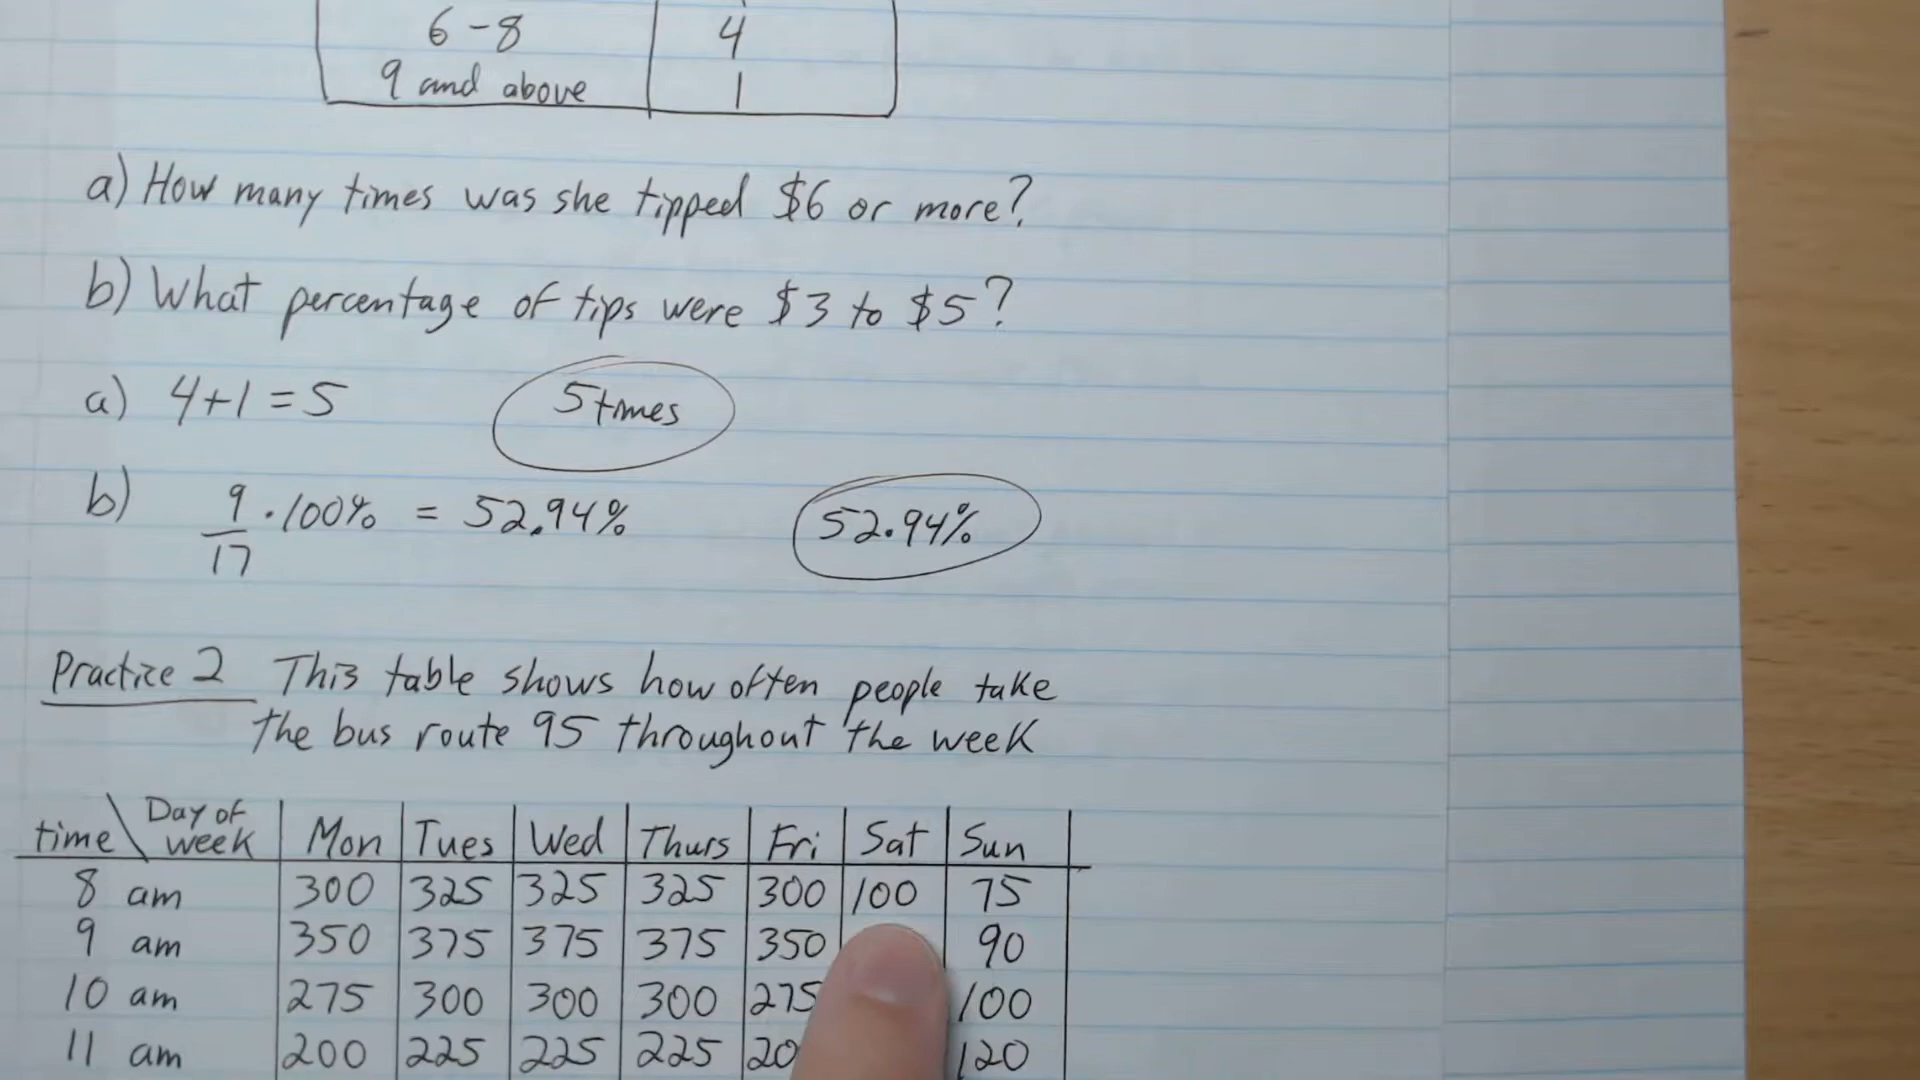 6-8 4
9 and above 1
a) How many times was she tipped $6 or more?
b) What percentage of tips were $3 to $5?
a) 4+1=5 5 times
b) 9/17 · 100% = 52.94% 52.94%
Practice 2 This table shows how often people take
the bus route 95 throughout the week
time \ Day of week Mon Tues Wed Thurs Fri Sat Sun
8 am 300 325 325 325 300 100 75
9 am 350 375 375 375 350 90
10 am 275 300 300 300 275 100
11 am 200 225 225 225 120